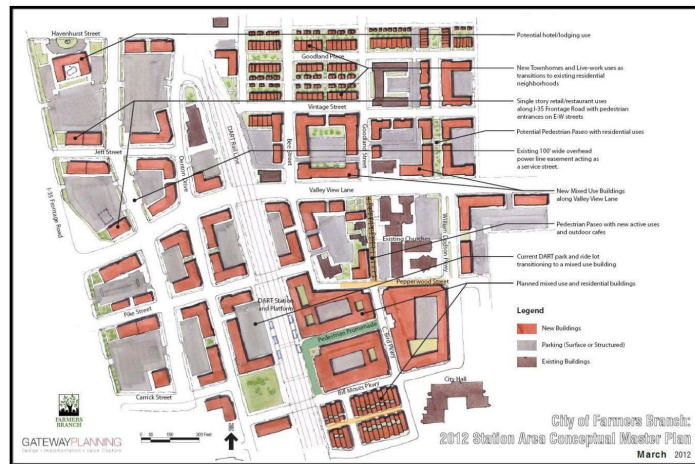 Havenhurst Street
Goodland Place
Vintage Street
Jeff Street
Denton Drive
DART Rail
Bee Street
Goodland Street
I-35 Frontage Road
Valley View Lane
William Dodson Pkwy
Existing Churches
Pepperwood Street
DART Station
and Platform
Pike Street
Pedestrian Promenade
C Bird Pkwy
Carrick Street
Bill Moses Pkwy
City Hall
Potential hotel/lodging use
New Townhomes and Live-work uses as
transitions to existing residential
neighborhoods
Single story retail/restaurant uses
along I-35 Frontage Road with pedestrian
entrances on E-W streets
Potential Pedestrian Paseo with residential uses
Existing 100' wide overhead
power line easement acting as
a service street.
New Mixed Use Buildings
along Valley View Lane
Pedestrian Paseo with new active uses
and outdoor cafes
Current DART park and ride lot
transitioning to a mixed use building
Planned mixed use and residential buildings
Legend
New Buildings
Parking (Surface or Structured)
Existing Buildings
FARMERS
BRANCH
GATEWAYPLANNING
Design • Implementation • Value Capture
City of Farmers Branch:
2012 Station Area Conceptual Master Plan
March 2012